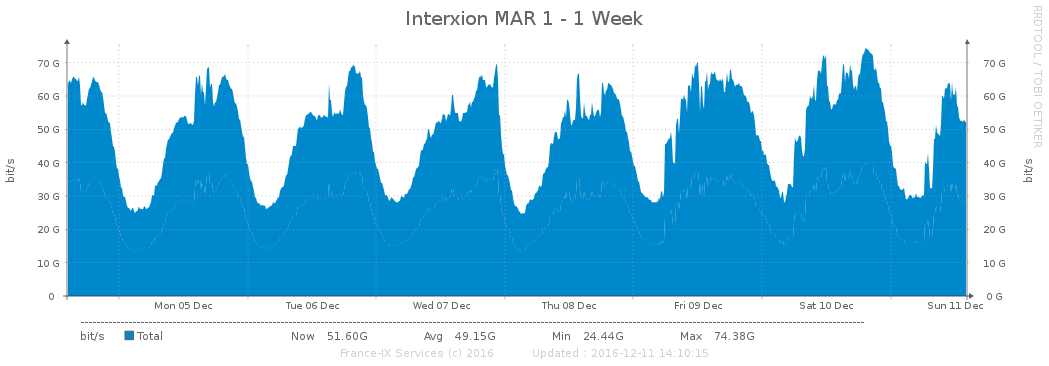 Interxion MAR 1 - 1 Week
RRDTOOL / TOBI OETIKER
bit/s
70 G 70 G
60 G 60 G
50 G 50 G
40 G 40 G
30 G 30 G
20 G 20 G
10 G 10 G
0 0 G
bit/s
Mon 05 Dec Tue 06 Dec Wed 07 Dec Thu 08 Dec Fri 09 Dec Sat 10 Dec Sun 11 Dec
bit/s Total Now 51.60G Avg 49.15G Min 24.44G Max 74.38G
France-IX Services (c) 2016 Updated : 2016-12-11 14:10:15